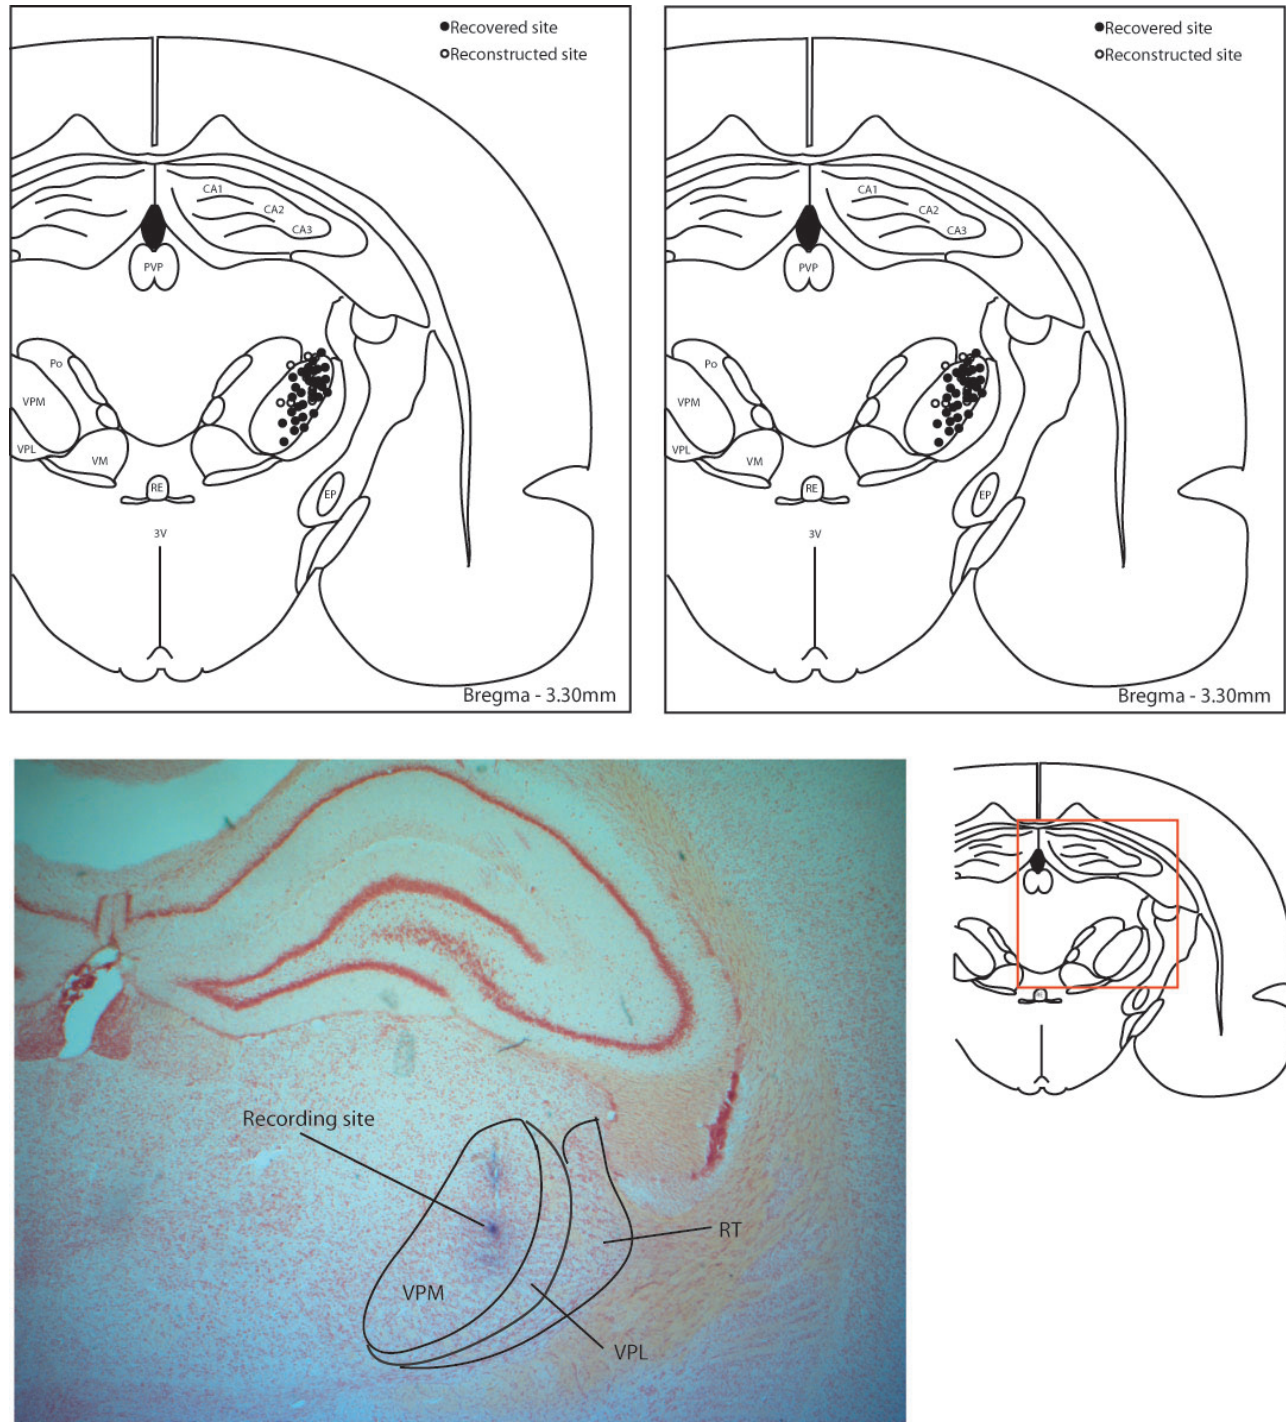 Recovered site
Reconstructed site
CA1
CA2
CA3
PVP
Po
VPM
VPL
VM
RE
EP
3V
Bregma - 3.30mm
Recovered site
Reconstructed site
CA1
CA2
CA3
PVP
Po
VPM
VPL
VM
RE
EP
3V
Bregma - 3.30mm
Recording site
RT
VPM
VPL